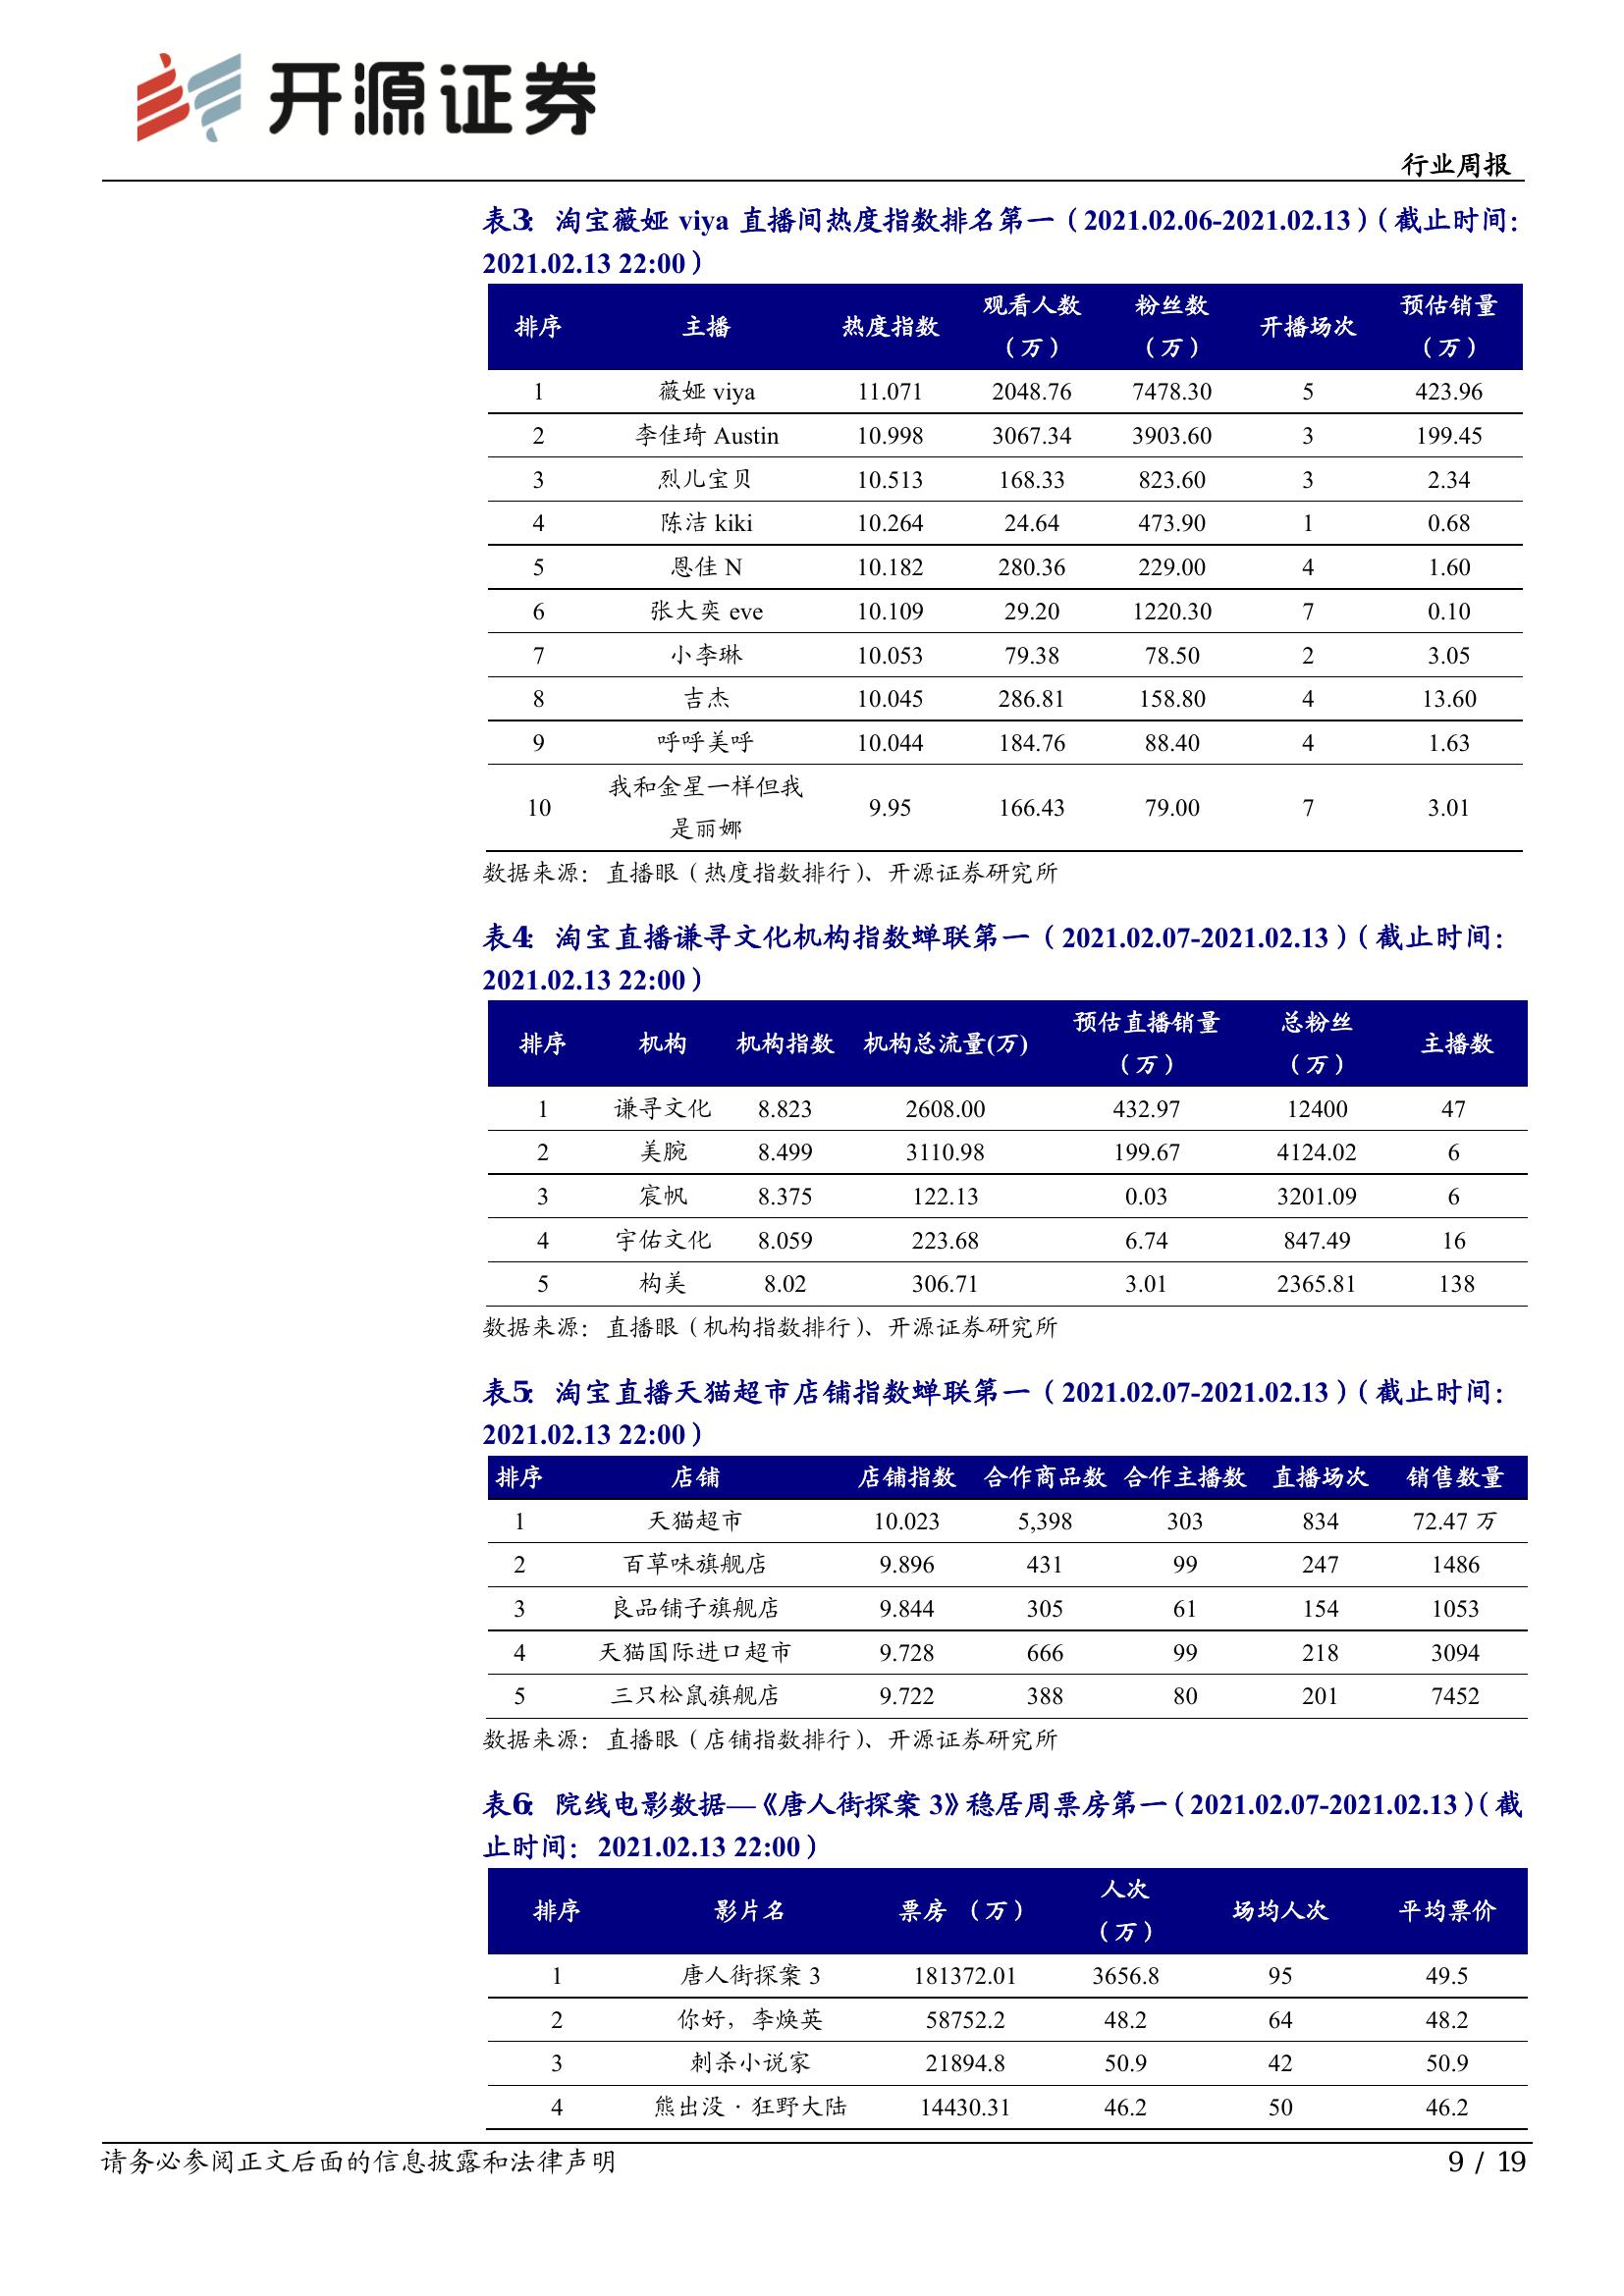 开源证券
行业周报
表3：淘宝薇娅 viya 直播间热度指数排名第一（2021.02.06-2021.02.13）（截止时间：
2021.02.13 22:00）
排序 主播 热度指数 观看人数（万） 粉丝数（万） 开播场次 预估销量（万）
1 薇娅 viya 11.071 2048.76 7478.30 5 423.96
2 李佳琦 Austin 10.998 3067.34 3903.60 3 199.45
3 烈儿宝贝 10.513 168.33 823.60 3 2.34
4 陈洁 kiki 10.264 24.64 473.90 1 0.68
5 恩佳 N 10.182 280.36 229.00 4 1.60
6 张大奕 eve 10.109 29.20 1220.30 7 0.10
7 小李琳 10.053 79.38 78.50 2 3.05
8 吉杰 10.045 286.81 158.80 4 13.60
9 呼呼美呼 10.044 184.76 88.40 4 1.63
10 我和金星一样但我是丽娜 9.95 166.43 79.00 7 3.01
数据来源：直播眼（热度指数排行）、开源证券研究所
表4：淘宝直播谦寻文化机构指数蝉联第一（2021.02.07-2021.02.13）（截止时间：
2021.02.13 22:00）
排序 机构 机构指数 机构总流量(万) 预估直播销量（万） 总粉丝（万） 主播数
1 谦寻文化 8.823 2608.00 432.97 12400 47
2 美腕 8.499 3110.98 199.67 4124.02 6
3 宸帆 8.375 122.13 0.03 3201.09 6
4 宇佑文化 8.059 223.68 6.74 847.49 16
5 构美 8.02 306.71 3.01 2365.81 138
数据来源：直播眼（机构指数排行）、开源证券研究所
表5：淘宝直播天猫超市店铺指数蝉联第一（2021.02.07-2021.02.13）（截止时间：
2021.02.13 22:00）
排序 店铺 店铺指数 合作商品数 合作主播数 直播场次 销售数量
1 天猫超市 10.023 5,398 303 834 72.47 万
2 百草味旗舰店 9.896 431 99 247 1486
3 良品铺子旗舰店 9.844 305 61 154 1053
4 天猫国际进口超市 9.728 666 99 218 3094
5 三只松鼠旗舰店 9.722 388 80 201 7452
数据来源：直播眼（店铺指数排行）、开源证券研究所
表6：院线电影数据—《唐人街探案 3》稳居周票房第一（2021.02.07-2021.02.13）（截
止时间：2021.02.13 22:00）
排序 影片名 票房 （万） 人次（万） 场均人次 平均票价
1 唐人街探案 3 181372.01 3656.8 95 49.5
2 你好，李焕英 58752.2 48.2 64 48.2
3 刺杀小说家 21894.8 50.9 42 50.9
4 熊出没·狂野大陆 14430.31 46.2 50 46.2
请务必参阅正文后面的信息披露和法律声明
9 / 19